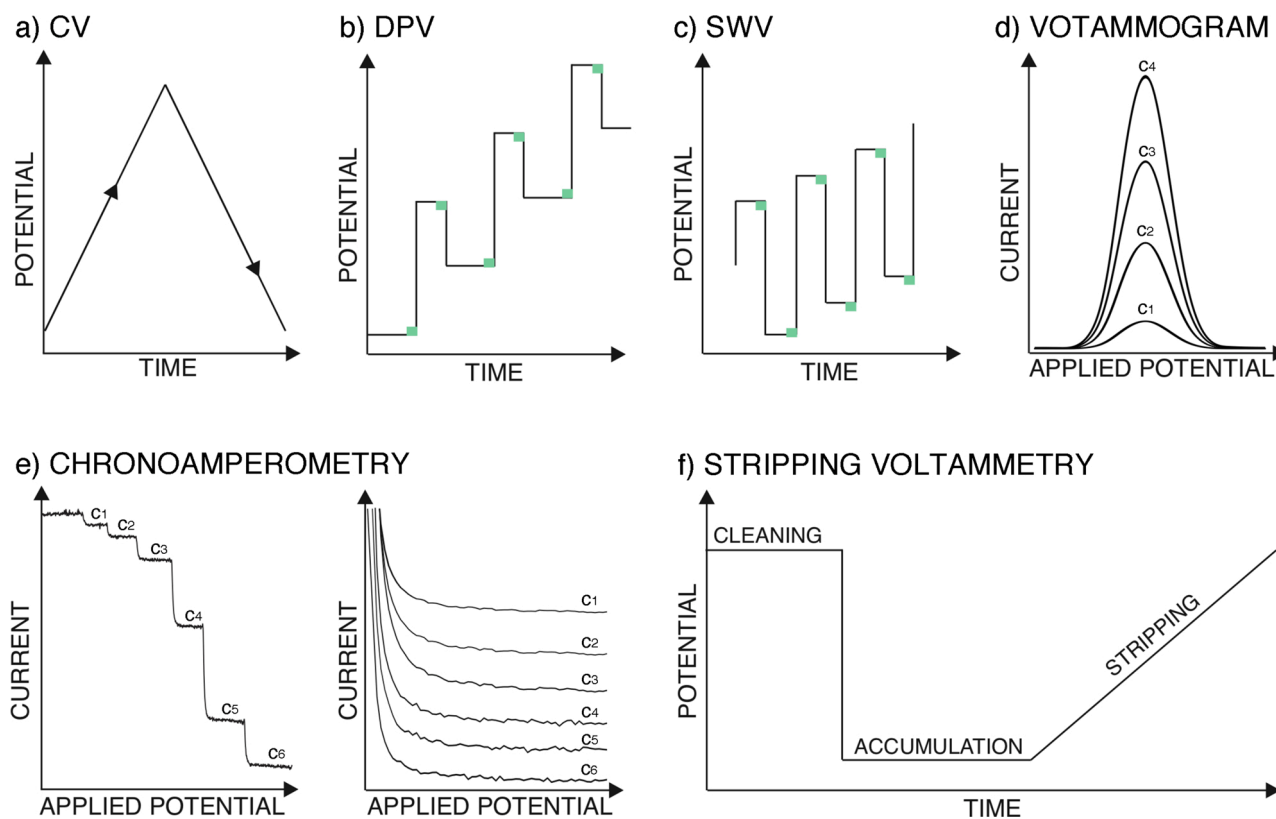 a) CV
POTENTIAL
TIME
b) DPV
POTENTIAL
TIME
c) SWV
POTENTIAL
TIME
d) VOTAMMOGRAM
CURRENT
C4
C3
C2
C1
APPLIED POTENTIAL
e) CHRONOAMPEROMETRY
CURRENT
C1
C2
C3
C4
C5
C6
APPLIED POTENTIAL
CURRENT
C1
C2
C3
C4
C5
C6
APPLIED POTENTIAL
f) STRIPPING VOLTAMMETRY
POTENTIAL
CLEANING
ACCUMULATION
STRIPPING
TIME